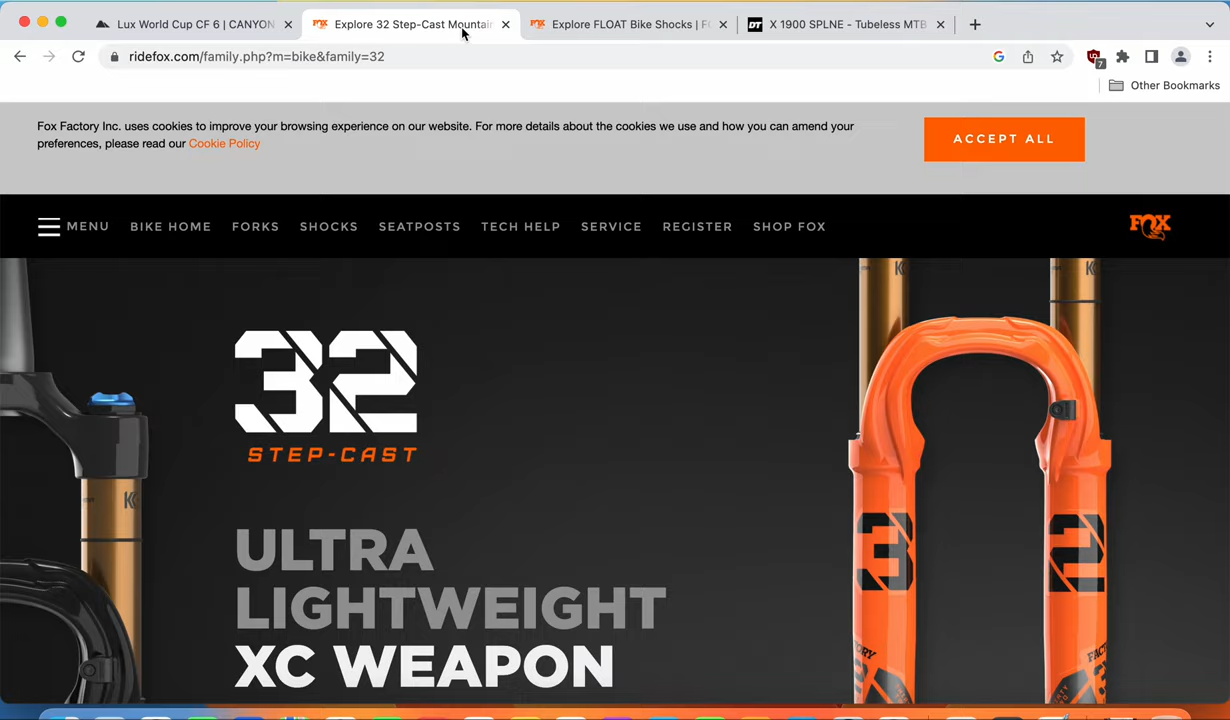 Lux World Cup CF 6 | CANYON
Explore 32 Step-Cast Mountain
Explore FLOAT Bike Shocks | F
X 1900 SPLNE - Tubeless MTB
ridefox.com/family.php?m=bike&family=32
7
Other Bookmarks
Fox Factory Inc. uses cookies to improve your browsing experience on our website. For more details about the cookies we use and how you can amend your
preferences, please read our Cookie Policy
ACCEPT ALL
MENU
BIKE HOME
FORKS
SHOCKS
SEATPOSTS
TECH HELP
SERVICE
REGISTER
SHOP FOX
FOX
32
STEP-CAST
ULTRA
LIGHTWEIGHT
XC WEAPON
32